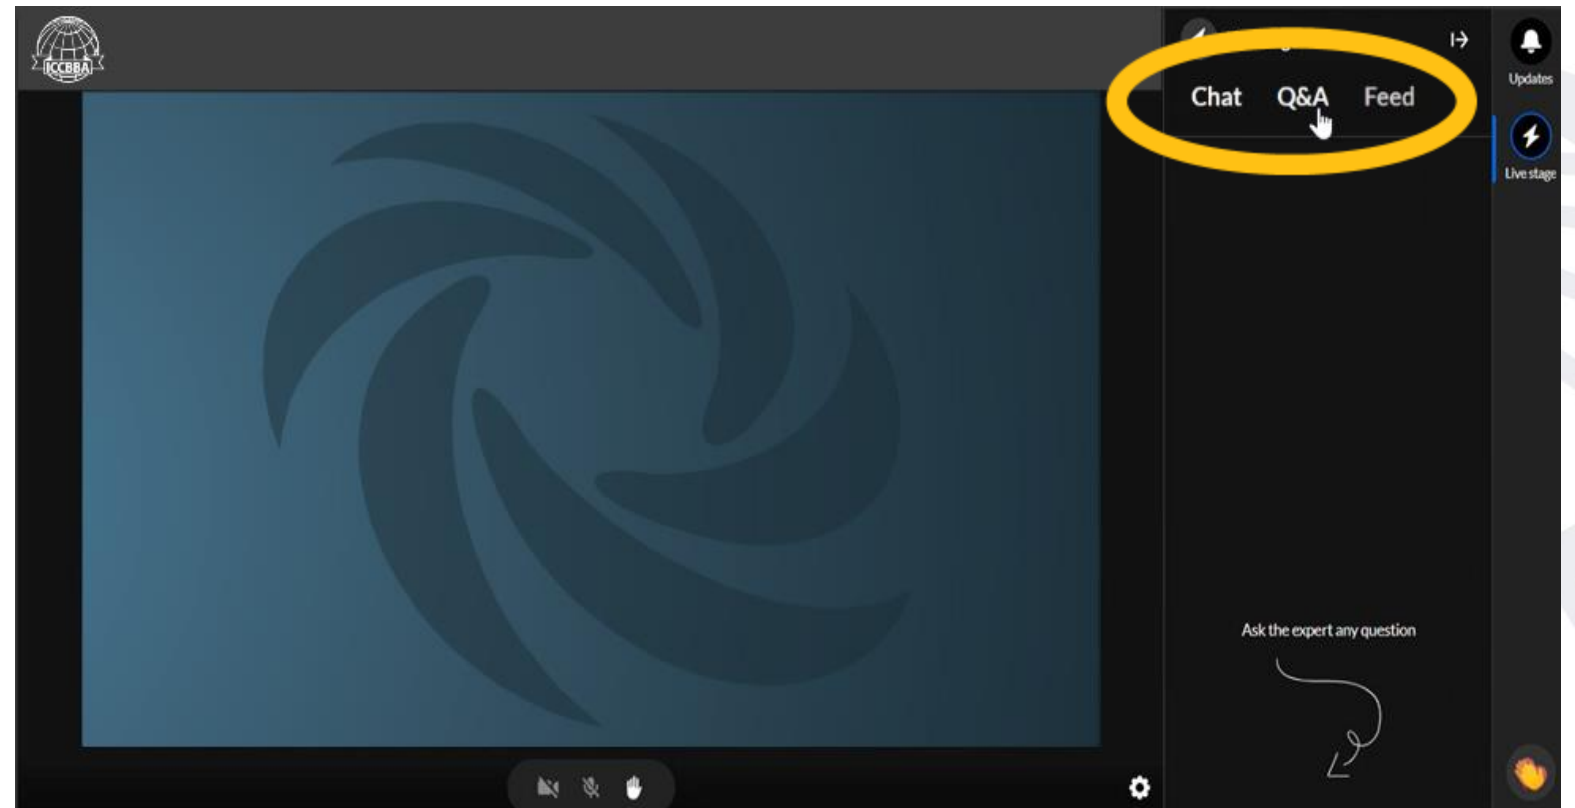 ICCBBA
Chat Q&A Feed
Updates
Live stage
Ask the expert any question